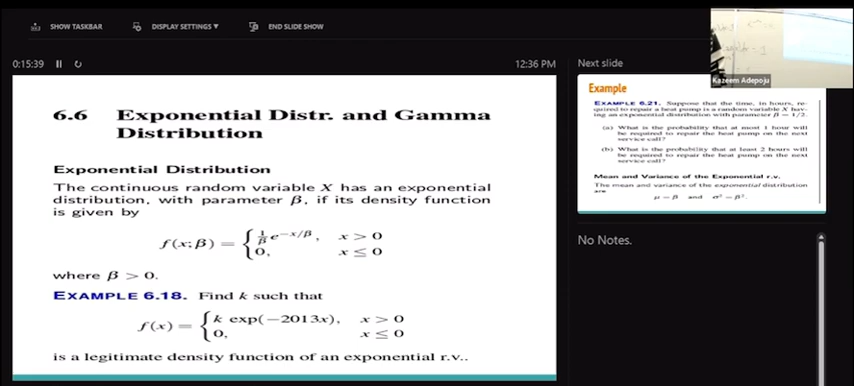 SHOW TASKBAR
DISPLAY SETTINGS ▼
END SLIDE SHOW
0:15:39
12:36 PM
6.6 Exponential Distr. and Gamma
Distribution
Exponential Distribution
The continuous random variable X has an exponential
distribution, with parameter β, if its density function
is given by
f(x; β) = { 1/β e^{−x/β}, x > 0
0, x ≤ 0
where β > 0.
EXAMPLE 6.18. Find k such that
f(x) = { k exp(−2013x), x > 0
0, x ≤ 0
is a legitimate density function of an exponential r.v..
Next slide
Kazeem Adepoju
Example
EXAMPLE 6.21. Suppose that the time, in hours, re-
quired to repair a heat pump is a random variable X hav-
ing an exponential distribution with parameter β = 1/2.
(a) What is the probability that at most 1 hour will
be required to repair the heat pump on the next
service call?
(b) What is the probability that at least 2 hours will
be required to repair the heat pump on the next
service call?
Mean and Variance of the Exponential r.v.
The mean and variance of the exponential distribution
are
μ = β and σ² = β².
No Notes.